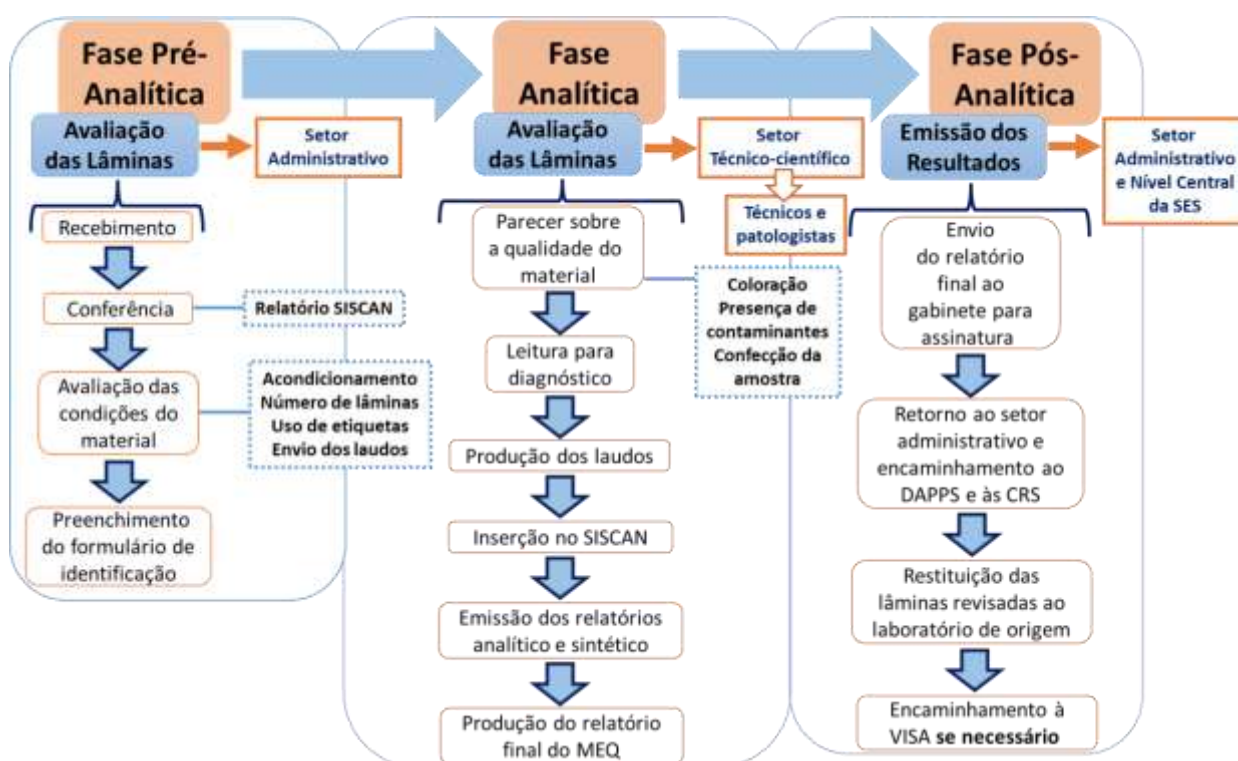 Fase Pré-
Analítica
Avaliação
das Lâminas
Setor
Administrativo
Recebimento
Conferência
Relatório SISCAN
Avaliação das
condições do
material
Acondicionamento
Número de lâminas
Uso de etiquetas
Envio dos laudos
Preenchimento
do formulário de
identificação
Fase
Analítica
Avaliação
das Lâminas
Setor
Técnico-científico
Técnicos e
patologistas
Parecer sobre
a qualidade do
material
Coloração
Presença de
contaminantes
Confecção da
amostra
Leitura para
diagnóstico
Produção dos laudos
Inserção no SISCAN
Emissão dos relatórios
analítico e sintético
Produção do relatório
final do MEQ
Fase Pós-
Analítica
Emissão dos
Resultados
Setor
Administrativo
e Nível Central
da SES
Envio
do relatório
final ao
gabinete para
assinatura
Retorno ao setor
administrativo e
encaminhamento ao
DAPPS e às CRS
Restituição das
lâminas revisadas ao
laboratório de origem
Encaminhamento à
VISA se necessário